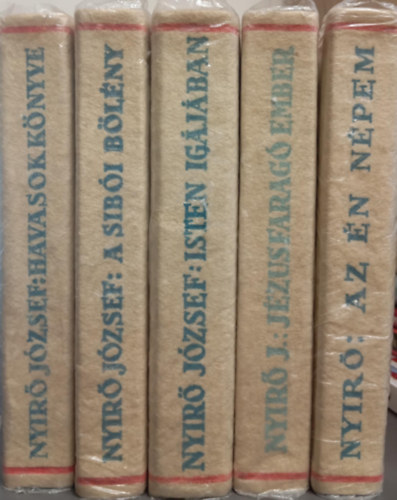 NYIRŐ JÓZSEF: HAVASOK KÖNYVE
NYIRŐ JÓZSEF: A SIBÓI BÖLÉNY
NYIRŐ JÓZSEF: ISTEN IGÁJÁBAN
NYIRŐ J.: JÉZUSFARAGÓ EMBER
NYIRŐ: AZ ÉN NÉPEM